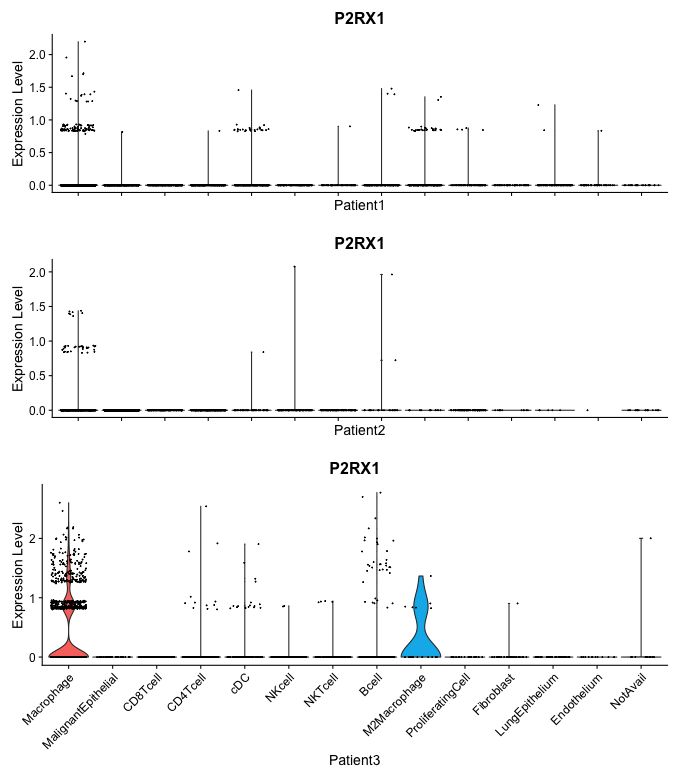 P2RX1
Expression Level
2.0
1.5
1.0
0.5
0.0
Patient1
P2RX1
Expression Level
2.0
1.5
1.0
0.5
0.0
Patient2
P2RX1
Expression Level
2
1
0
Macrophage
MalignantEpithelial
CD8Tcell
CD4Tcell
cDC
NKcell
NKTcell
Bcell
M2Macrophage
ProliferatingCell
Fibroblast
LungEpithelium
Endothelium
NotAvail
Patient3